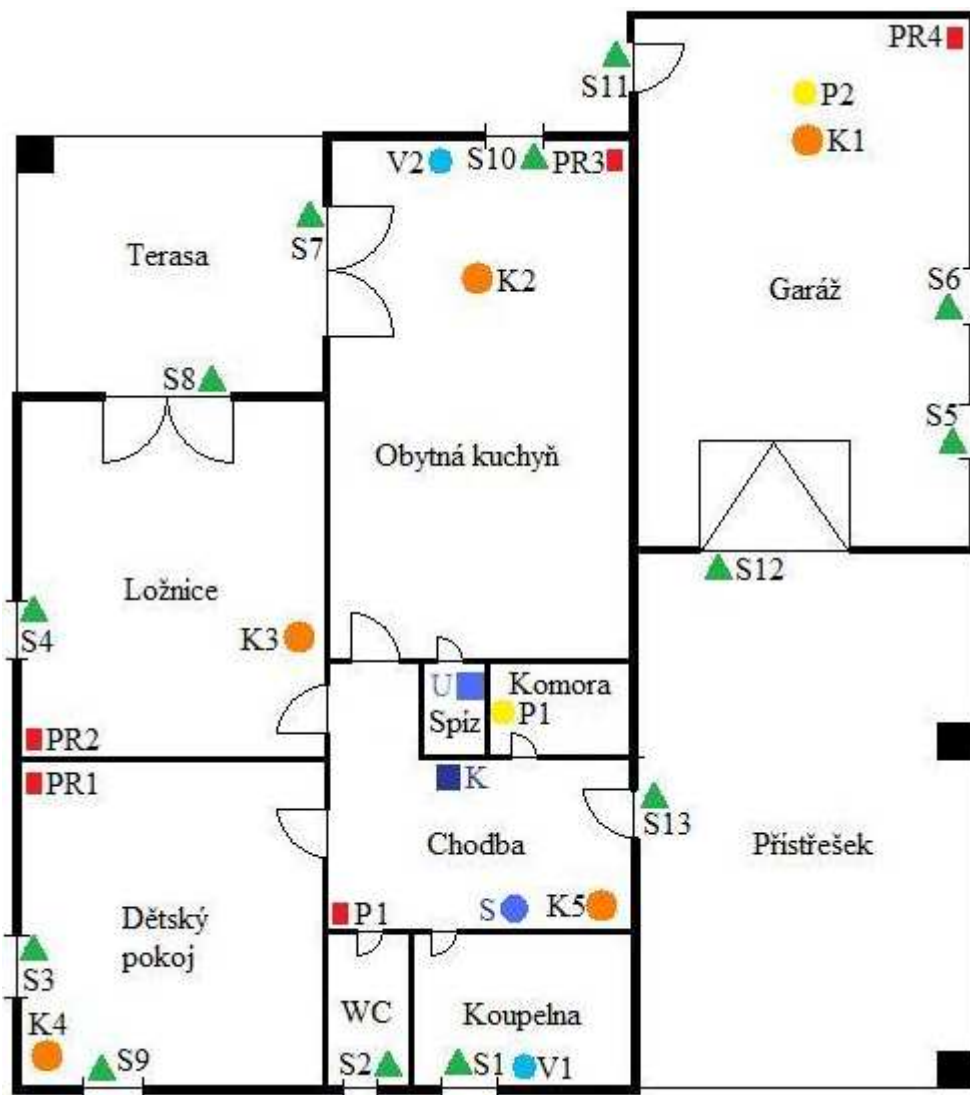 PR4
S11
P2
K1
V2
S10
PR3
S7
Terasa
K2
S6
Garáž
S8
S5
Obytná kuchyň
Ložnice
S12
S4
K3
U
Komora
Spíz
P1
PR2
PR1
K
S13
Chodba
Přístřešek
P1
S
K5
Dětský
pokoj
S3
WC
Koupelna
K4
S9
S2
S1
V1